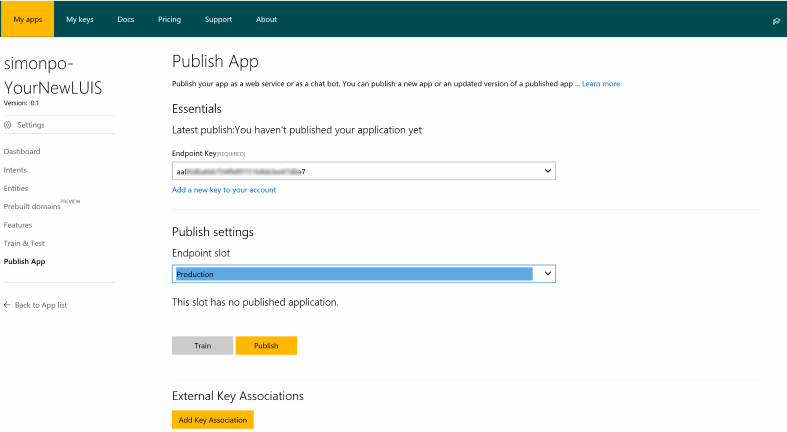 My apps My keys Docs Pricing Support About
simonpo-
YourNewLUIS
Version: 0.1
Settings
Dashboard
Intents
Entities
Prebuilt domains PREVIEW
Features
Train & Test
Publish App
Back to App list
Publish App
Publish your app as a web service or as a chat bot. You can publish a new app or an updated version of a published app ... Learn more
Essentials
Latest publish:You haven't published your application yet
Endpoint Key[REQUIRED]
Add a new key to your account
Publish settings
Endpoint slot
Production
This slot has no published application.
Train Publish
External Key Associations
Add Key Association